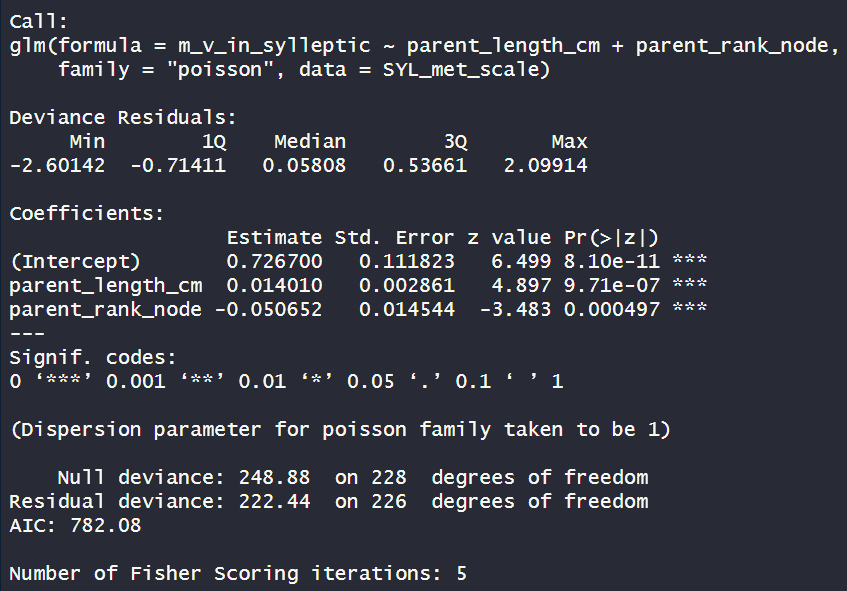 Call:
glm(formula = m_v_in_sylleptic ~ parent_length_cm + parent_rank_node,
    family = "poisson", data = SYL_met_scale)

Deviance Residuals:
     Min        1Q    Median        3Q       Max
-2.60142  -0.71411   0.05808   0.53661   2.09914

Coefficients:
                  Estimate Std. Error z value Pr(>|z|)
(Intercept)       0.726700   0.111823   6.499 8.10e-11 ***
parent_length_cm  0.014010   0.002861   4.897 9.71e-07 ***
parent_rank_node -0.050652   0.014544  -3.483 0.000497 ***
---
Signif. codes:
0 ‘***’ 0.001 ‘**’ 0.01 ‘*’ 0.05 ‘.’ 0.1 ‘ ’ 1

(Dispersion parameter for poisson family taken to be 1)

    Null deviance: 248.88  on 228  degrees of freedom
Residual deviance: 222.44  on 226  degrees of freedom
AIC: 782.08

Number of Fisher Scoring iterations: 5